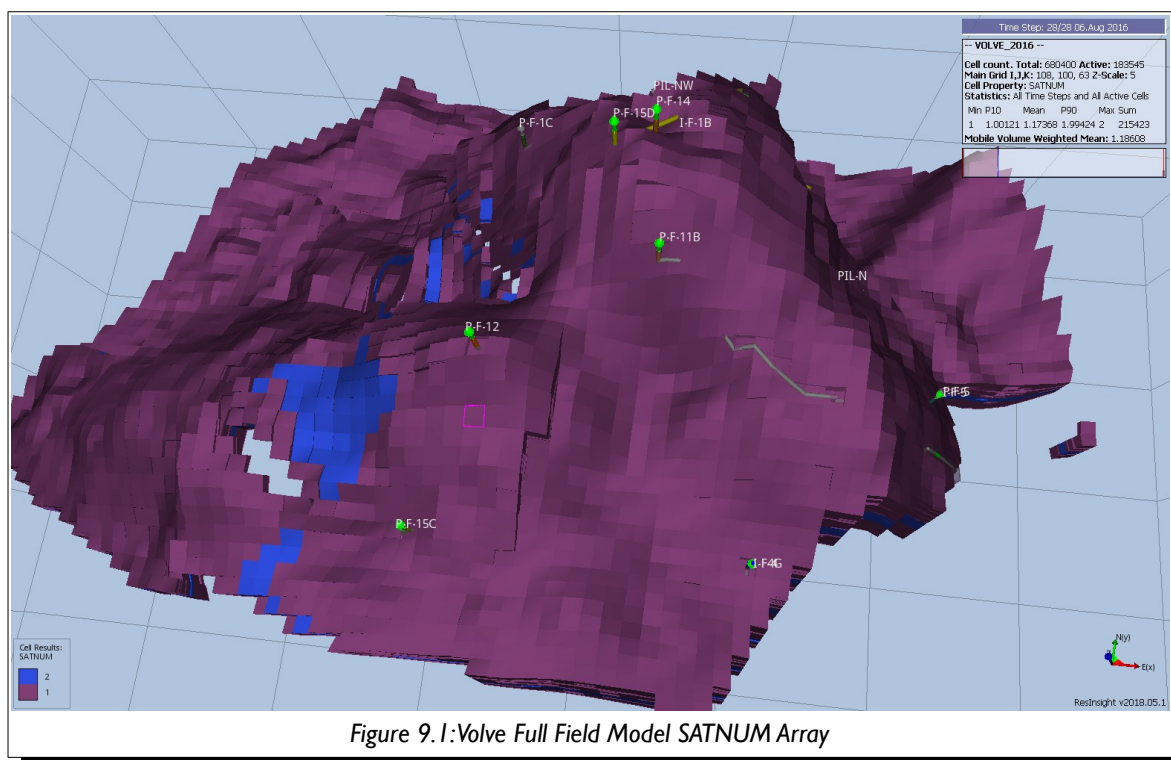 Time Step: 28/28 06.Aug 2016
-- VOLVE_2016 --
Cell count. Total: 680400 Active: 183545
Main Grid I,J,K: 108, 100, 63 Z-Scale: 5
Cell Property: SATNUM
Statistics: All Time Steps and All Active Cells
Min P10 Mean P90 Max Sum
1 1.00121 1.17368 1.99424 2 215423
Mobile Volume Weighted Mean: 1.18608
PIL-NW
P-F-14
P-F-15D
I-F-1B
P-F-1C
P-F-11B
PIL-N
P-F-12
P-F-15C
Cell Results:
SATNUM
2
1
N(y)
E(x)
ResInsight v2018.05.1
Figure 9.1:Volve Full Field Model SATNUM Array